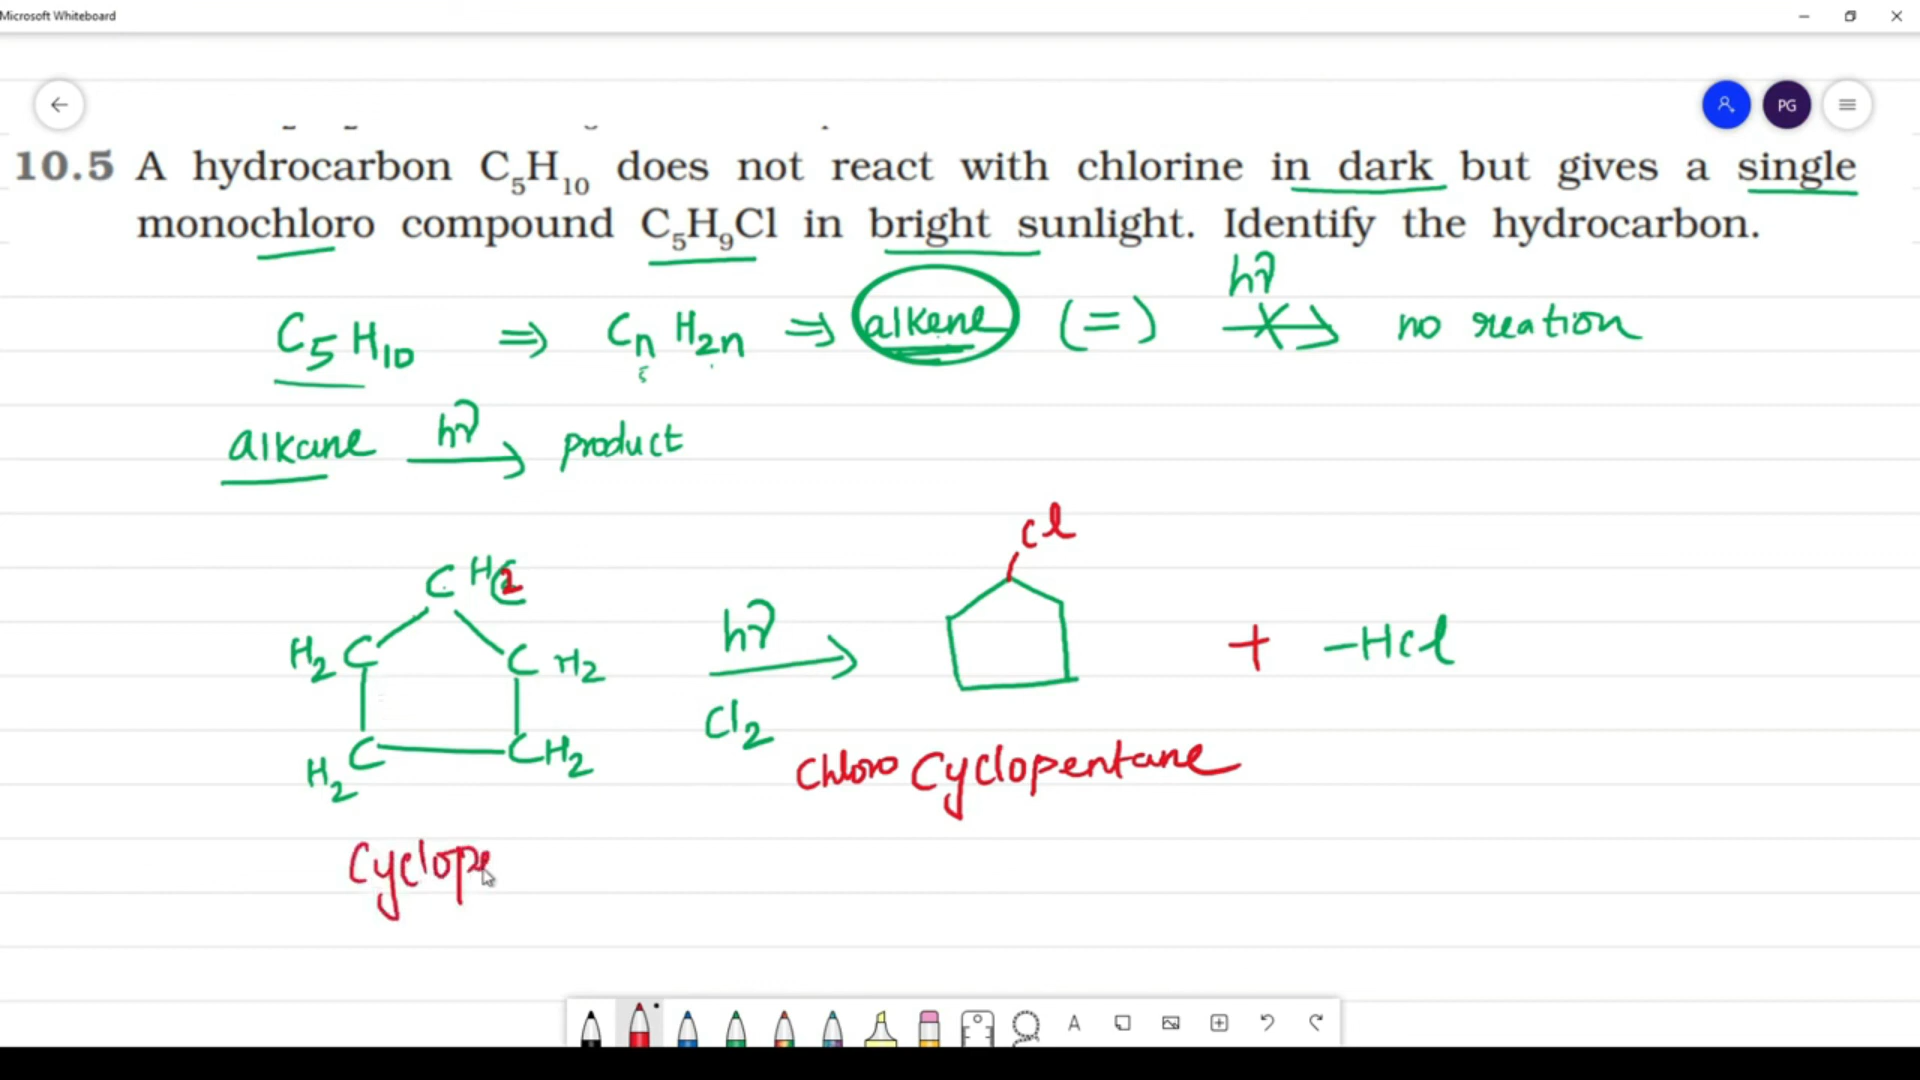 Microsoft Whiteboard
PG
10.5 A hydrocarbon C₅H₁₀ does not react with chlorine in dark but gives a single
monochloro compound C₅H₉Cl in bright sunlight. Identify the hydrocarbon.
C₅H₁₀ ⇒ CₙH₂ₙ ⇒ alkene (=) hν no reation
5
alkane hν → product
Cl
CH₂
H₂C CH₂ hν → + -HCl
H₂C CH₂ Cl₂
Chloro Cyclopentane
Cyclope
A